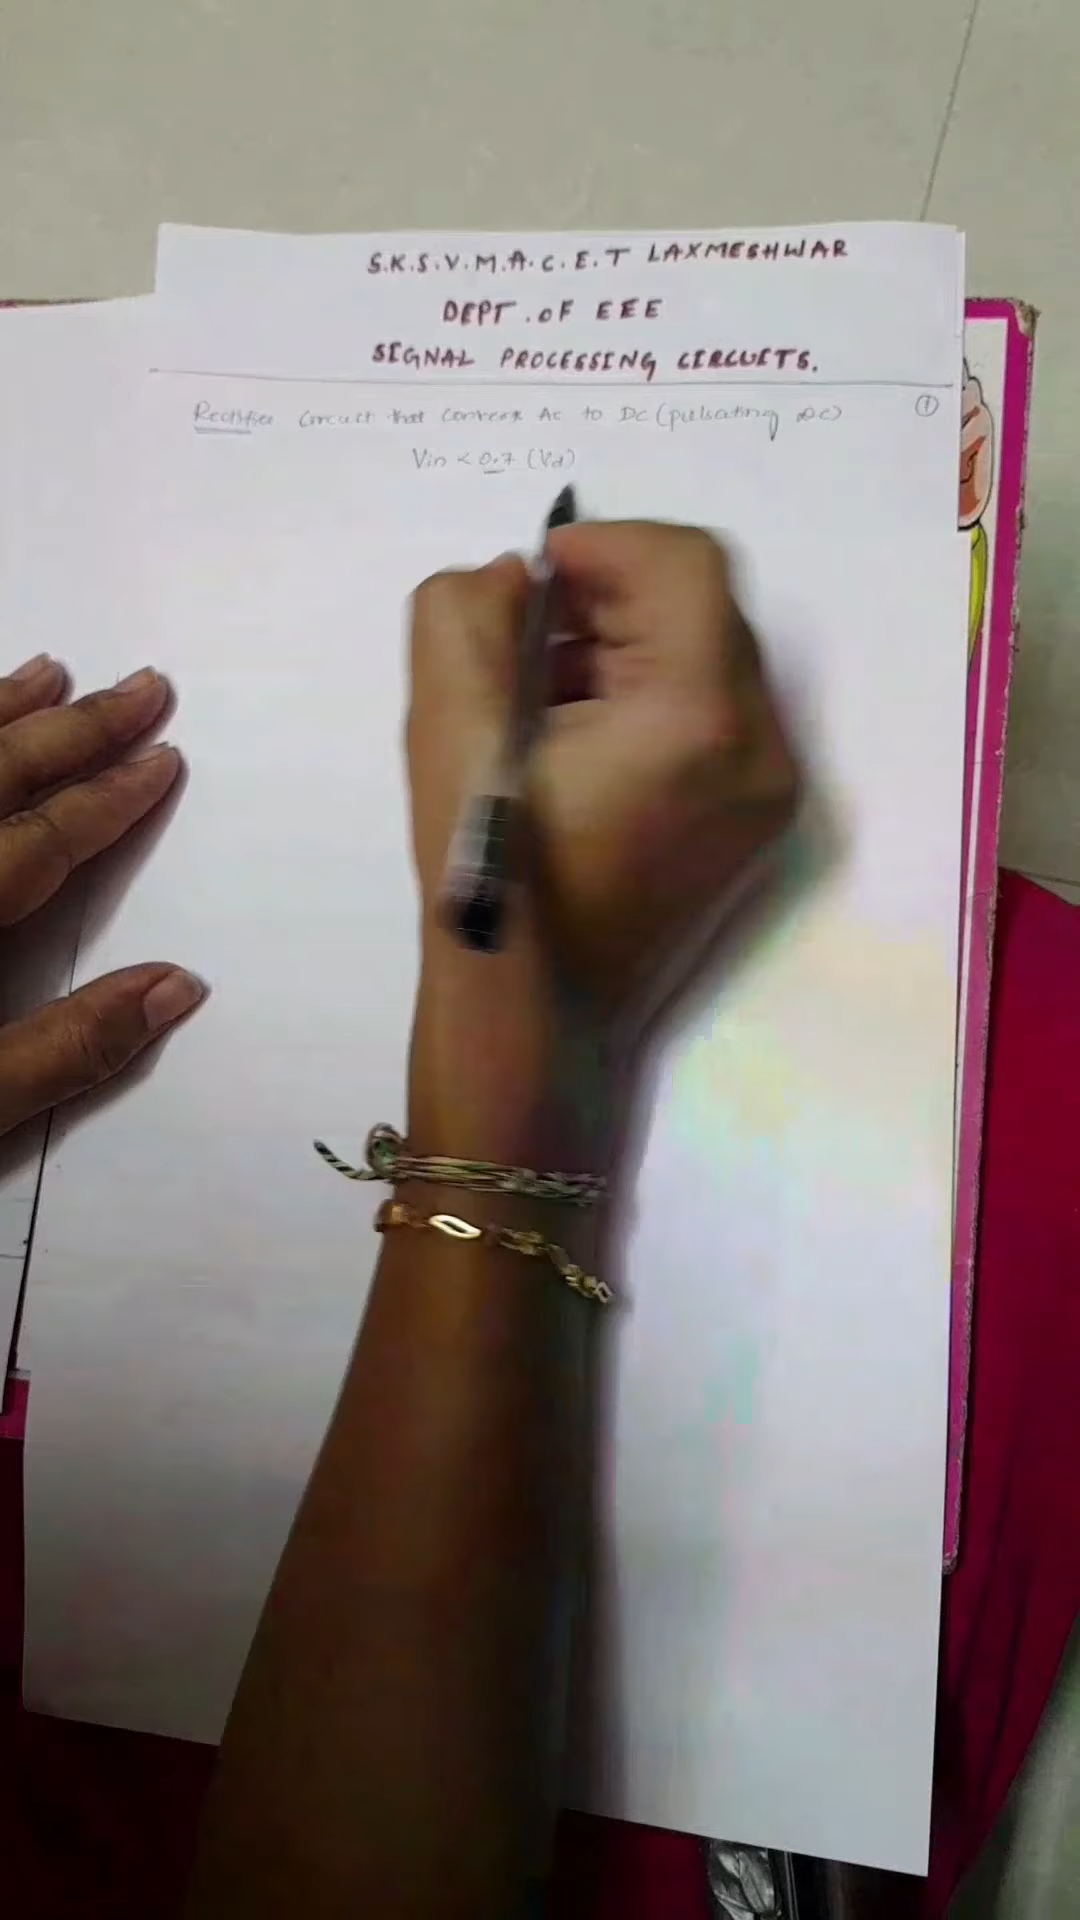 S.K.S.V.M.A.C.E.T LAXMESHWAR
DEPT. OF EEE
SIGNAL PROCESSING CIRCUITS.
Rectifier Circuit that Converx AC to DC (pulsating DC) 1
Vin < 0.7 (Vd)